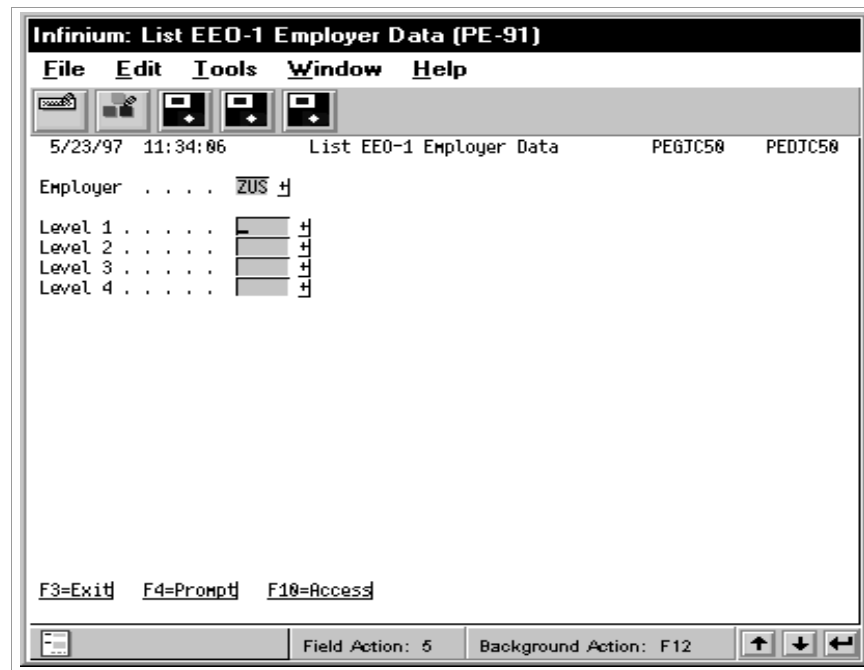 Infinium: List EEO-1 Employer Data (PE-91)
File Edit Tools Window Help
5/23/97 11:34:06 List EEO-1 Employer Data PEGJC50 PEDJC50
Employer . . . . ZUS +
Level 1 . . . . . _ +
Level 2 . . . . . +
Level 3 . . . . . +
Level 4 . . . . . +
F3=Exit F4=Prompt F10=Access
Field Action: 5 Background Action: F12